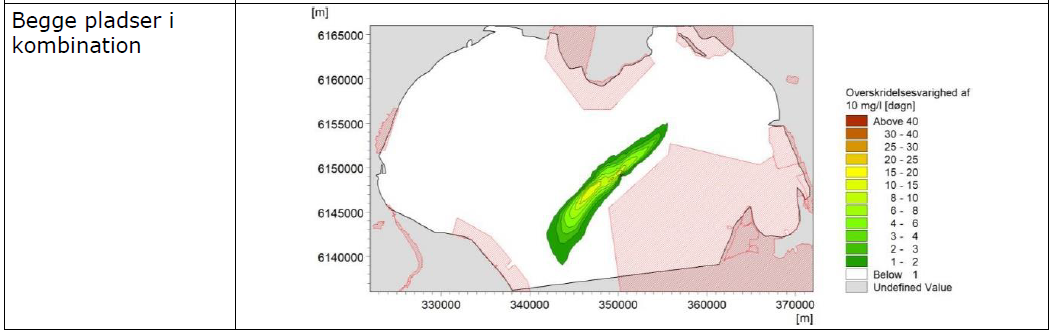 Begge pladser i
kombination
[m]
6165000
6160000
6155000
6150000
6145000
6140000
330000 340000 350000 360000 370000
[m]
Overskridelsesvarighed af
10 mg/l [døgn]
Above 40
30 - 40
25 - 30
20 - 25
15 - 20
10 - 15
8 - 10
6 - 8
4 - 6
3 - 4
2 - 3
1 - 2
Below 1
Undefined Value